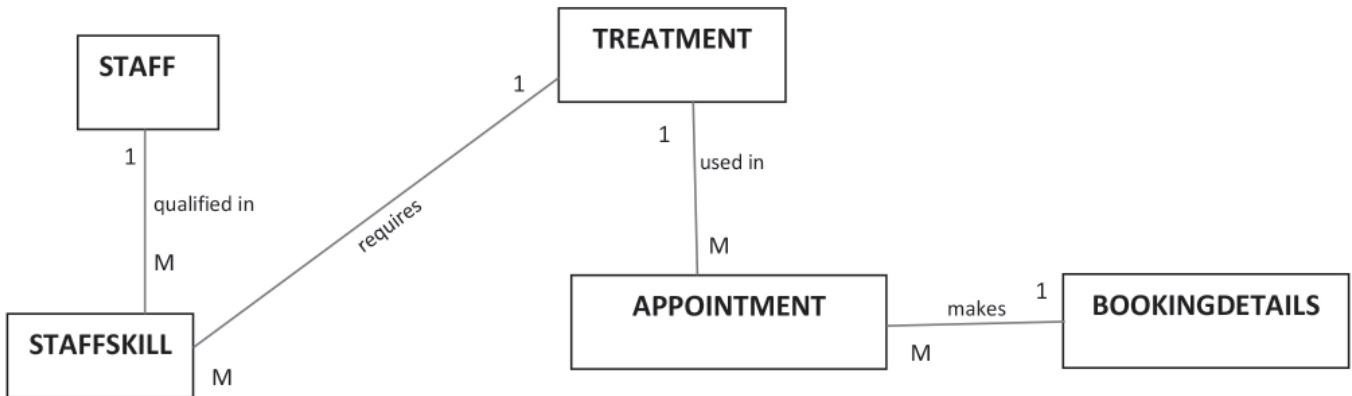 TREATMENT
STAFF
1
1
1
used in
qualified in
requires
M
M
1
APPOINTMENT
makes
BOOKINGDETAILS
STAFFSKILL
M
M